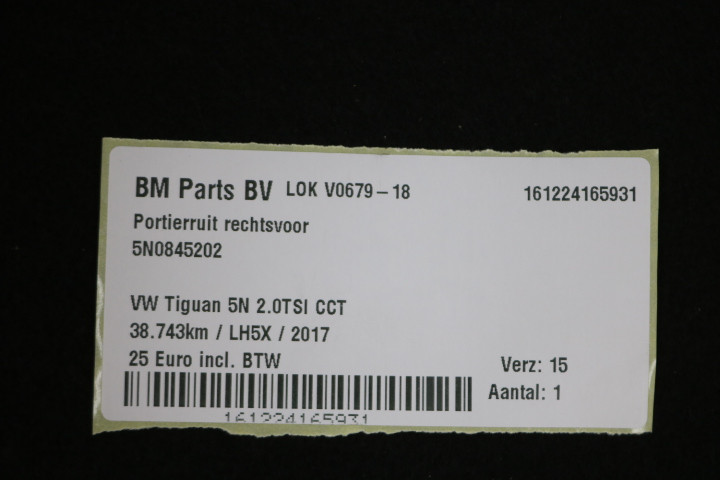 BM Parts BV LOK V0679-18 161224165931
Portierruit rechtsvoor
5N0845202
VW Tiguan 5N 2.0TSI CCT
38.743km / LH5X / 2017
25 Euro incl. BTW Verz: 15
Aantal: 1
161224165931